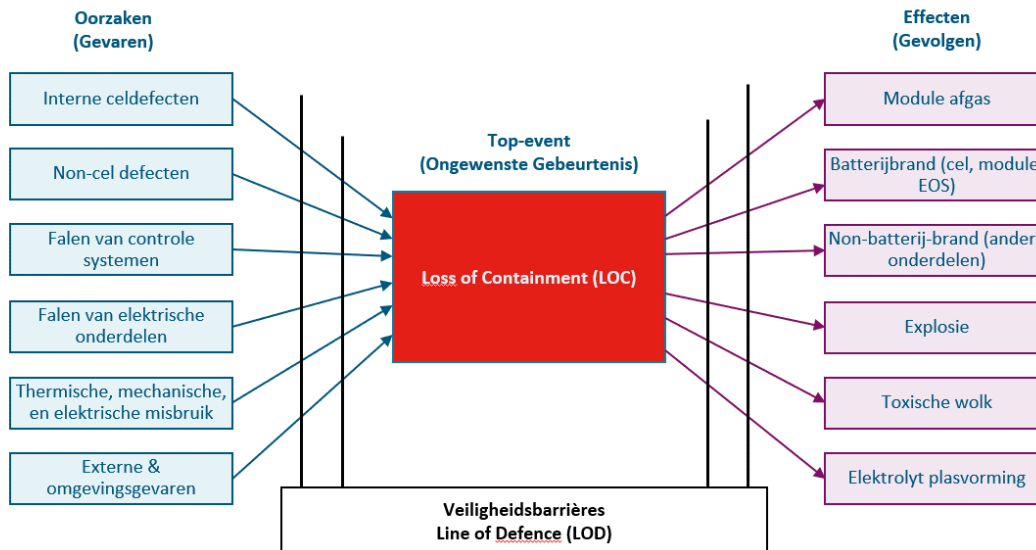 Oorzaken
(Gevaren)
Interne celdefecten
Non-cel defecten
Falen van controle
systemen
Falen van elektrische
onderdelen
Thermische, mechanische,
en elektrische misbruik
Externe &
omgevingsgevaren
Top-event
(Ongewenste Gebeurtenis)
Loss of Containment (LOC)
Effecten
(Gevolgen)
Module afgas
Batterijbrand (cel, module
EOS)
Non-batterij-brand (ander
onderdelen)
Explosie
Toxische wolk
Elektrolyt plasvorming
Veiligheidsbarrières
Line of Defence (LOD)